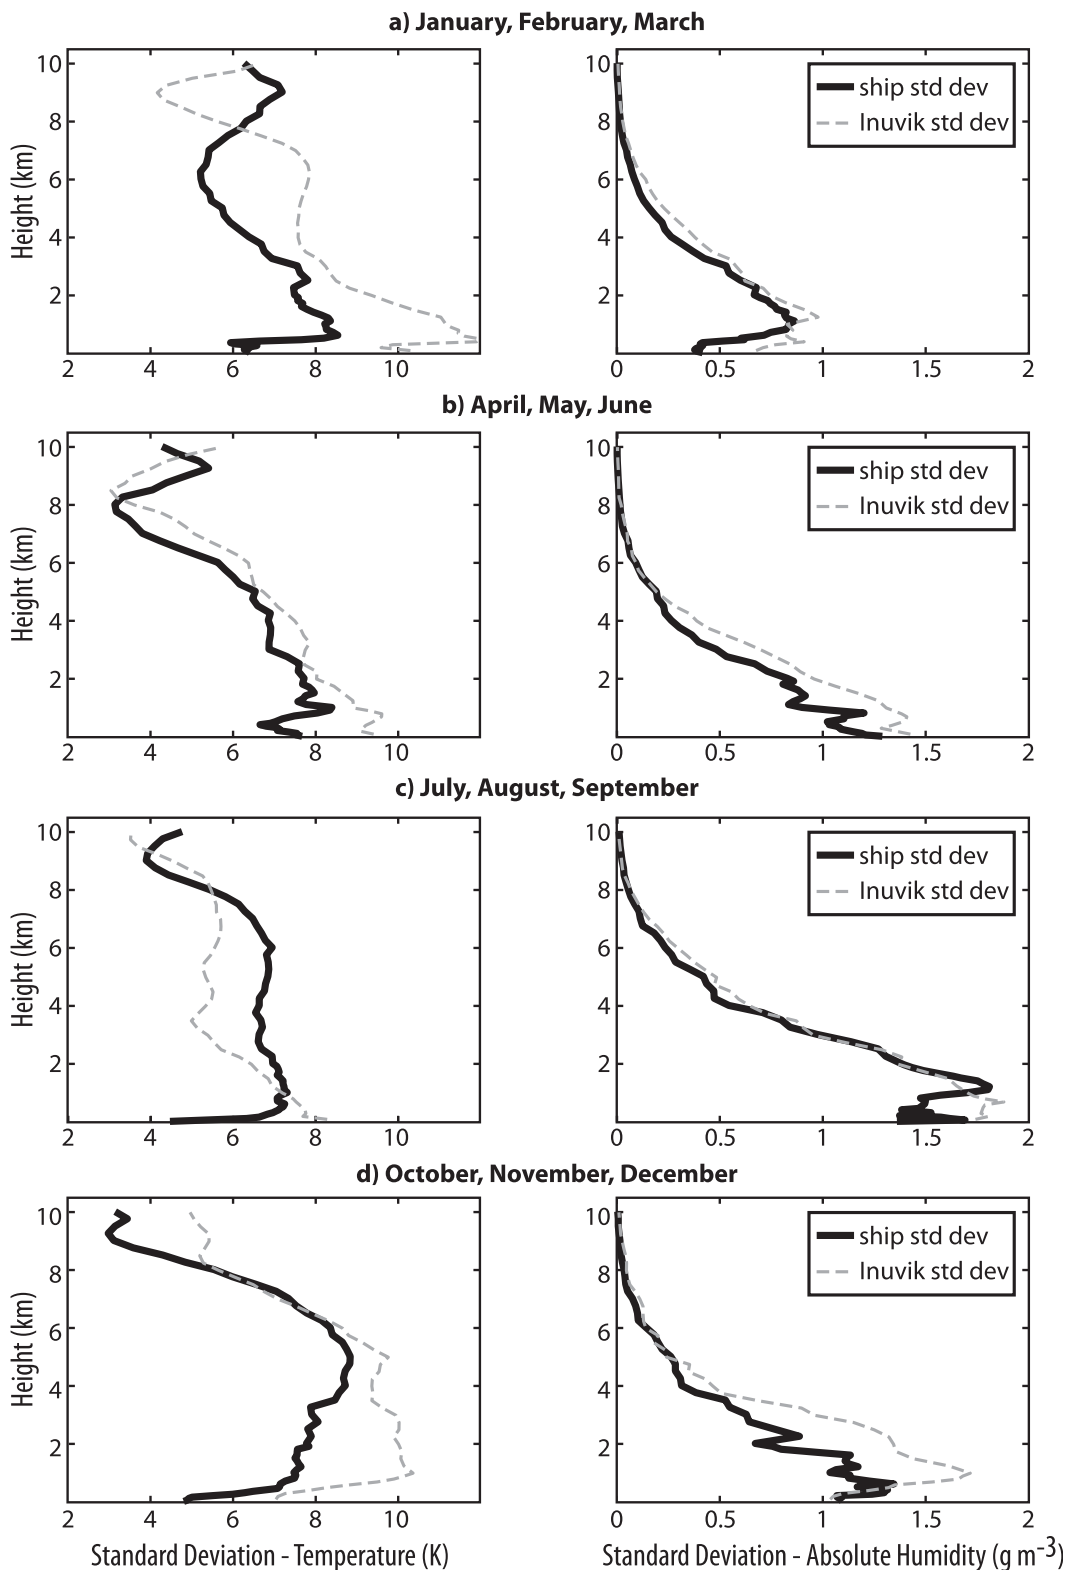 a) January, February, March
10
8
6
4
2
Height (km)
2 4 6 8 10
ship std dev
Inuvik std dev
10
8
6
4
2
0 0.5 1 1.5 2
b) April, May, June
10
8
6
4
2
Height (km)
2 4 6 8 10
ship std dev
Inuvik std dev
10
8
6
4
2
0 0.5 1 1.5 2
c) July, August, September
10
8
6
4
2
Height (km)
2 4 6 8 10
ship std dev
Inuvik std dev
10
8
6
4
2
0 0.5 1 1.5 2
d) October, November, December
10
8
6
4
2
Height (km)
2 4 6 8 10
Standard Deviation - Temperature (K)
ship std dev
Inuvik std dev
10
8
6
4
2
0 0.5 1 1.5 2
Standard Deviation - Absolute Humidity (g m⁻³)